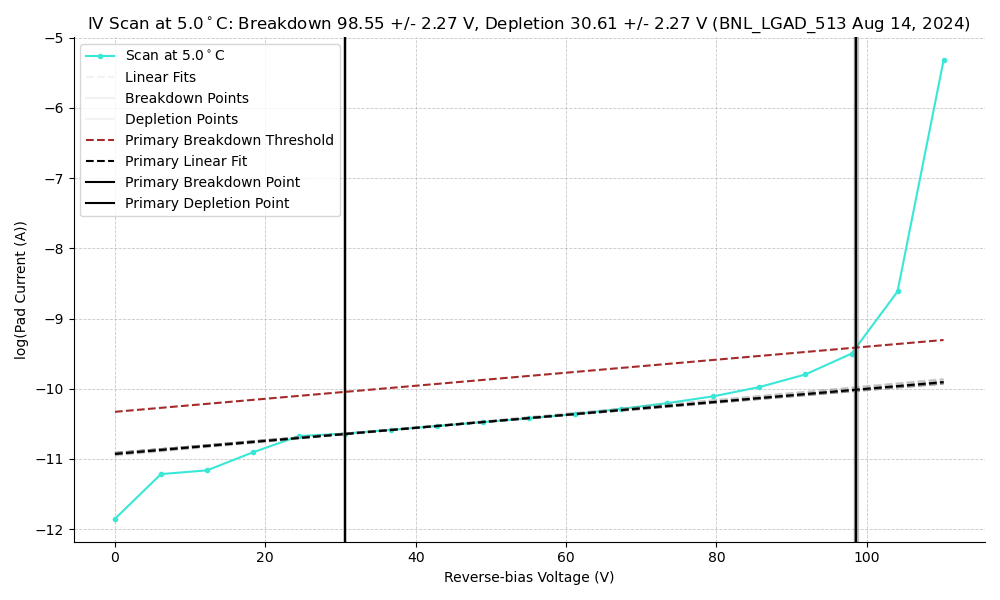 IV Scan at 5.0°C: Breakdown 98.55 +/- 2.27 V, Depletion 30.61 +/- 2.27 V (BNL_LGAD_513 Aug 14, 2024)
Scan at 5.0°C
Linear Fits
Breakdown Points
Depletion Points
Primary Breakdown Threshold
Primary Linear Fit
Primary Breakdown Point
Primary Depletion Point
log(Pad Current (A))
−5
−6
−7
−8
−9
−10
−11
−12
0 20 40 60 80 100
Reverse-bias Voltage (V)